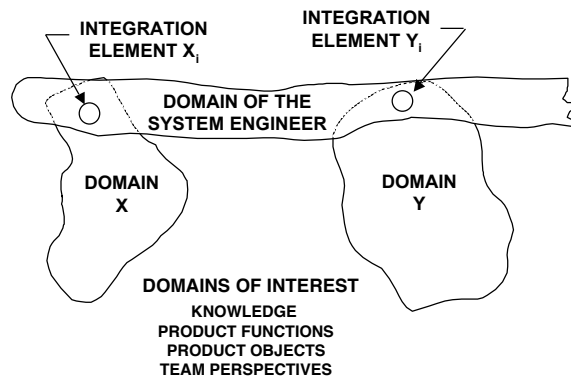 INTEGRATION
ELEMENT Xi
INTEGRATION
ELEMENT Yi
DOMAIN OF THE
SYSTEM ENGINEER
DOMAIN
X
DOMAIN
Y
DOMAINS OF INTEREST
KNOWLEDGE
PRODUCT FUNCTIONS
PRODUCT OBJECTS
TEAM PERSPECTIVES